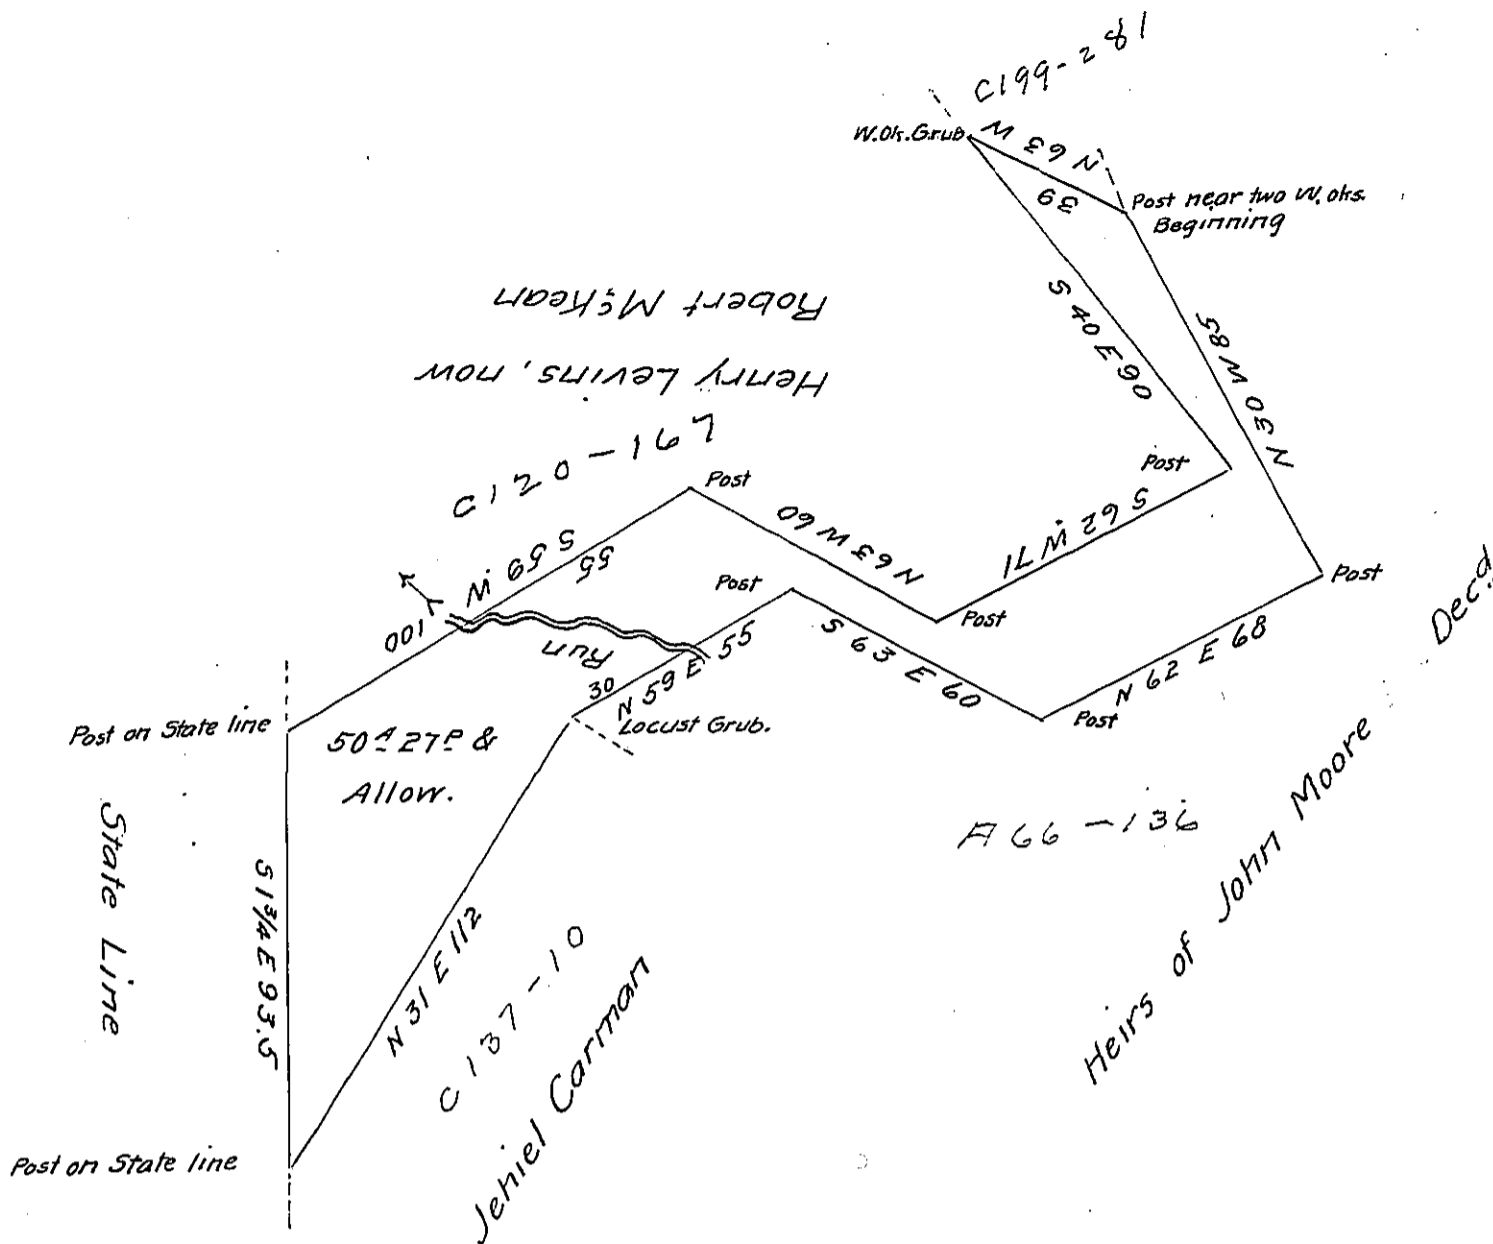 C199-281
W.Ok.Grub
N 63 W
39
Post near two W. oks.
Beginning
Robert McKean
Henry Levins, now
C120-167
S 40 E 90
N 30 W 85
Post
S 62 W 71
Post
N 63 W 60
Post
S 59 W
55
100
Run
Post
30
N 59 E 55
S 63 E 60
Post
N 62 E 68
Post
Post on State line
Locust Grub.
50A 27P &
Allow.
State Line
S 1 3/4 E 93.5
N 31 E 112
C137-10
Jehiel Carman
A66-136
Heirs of John Moore Dec.d
Post on State line